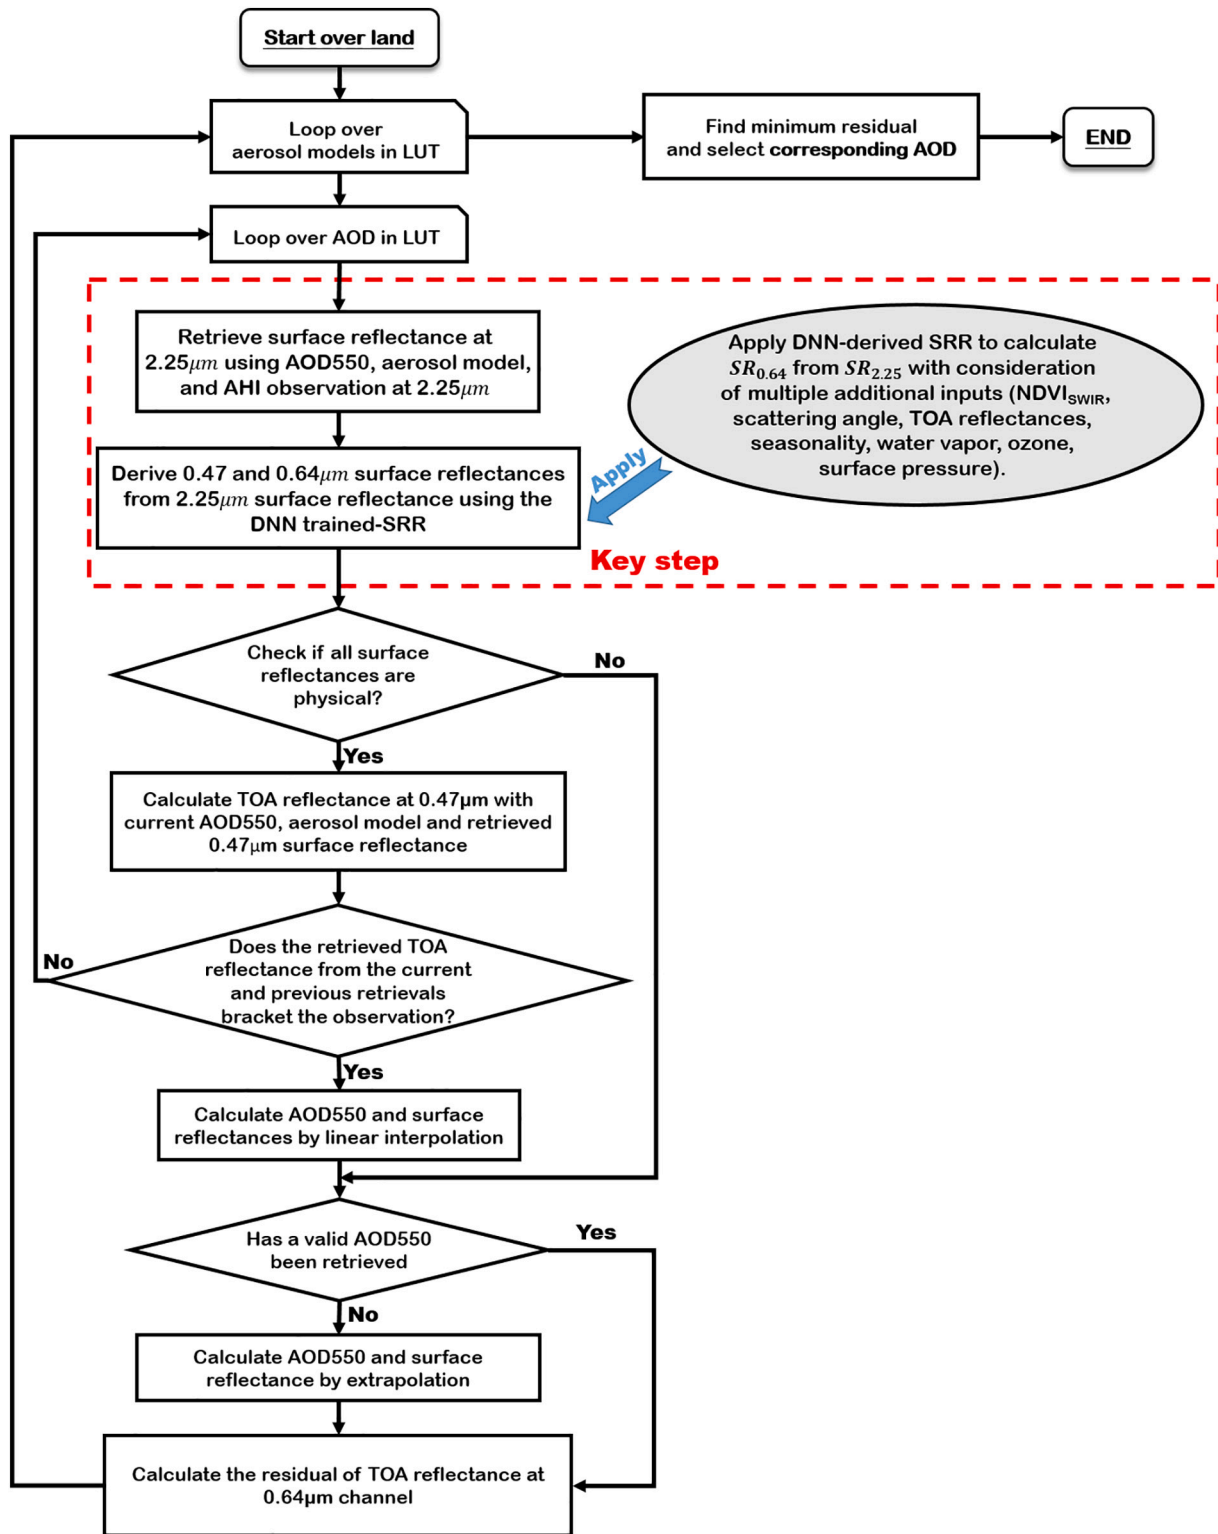 Start over land
Loop over
aerosol models in LUT
Find minimum residual
and select corresponding AOD
END
Loop over AOD in LUT
Retrieve surface reflectance at
2.25μm using AOD550, aerosol model,
and AHI observation at 2.25μm
Apply DNN-derived SRR to calculate
SR0.64 from SR2.25 with consideration
of multiple additional inputs (NDVISWIR,
scattering angle, TOA reflectances,
seasonality, water vapor, ozone,
surface pressure).
Apply
Derive 0.47 and 0.64μm surface reflectances
from 2.25μm surface reflectance using the
DNN trained-SRR
Key step
Check if all surface
reflectances are
physical?
No
Yes
Calculate TOA reflectance at 0.47μm with
current AOD550, aerosol model and retrieved
0.47μm surface reflectance
Does the retrieved TOA
reflectance from the current
and previous retrievals
bracket the observation?
No
Yes
Calculate AOD550 and surface
reflectances by linear interpolation
Has a valid AOD550
been retrieved
Yes
No
Calculate AOD550 and surface
reflectance by extrapolation
Calculate the residual of TOA reflectance at
0.64μm channel